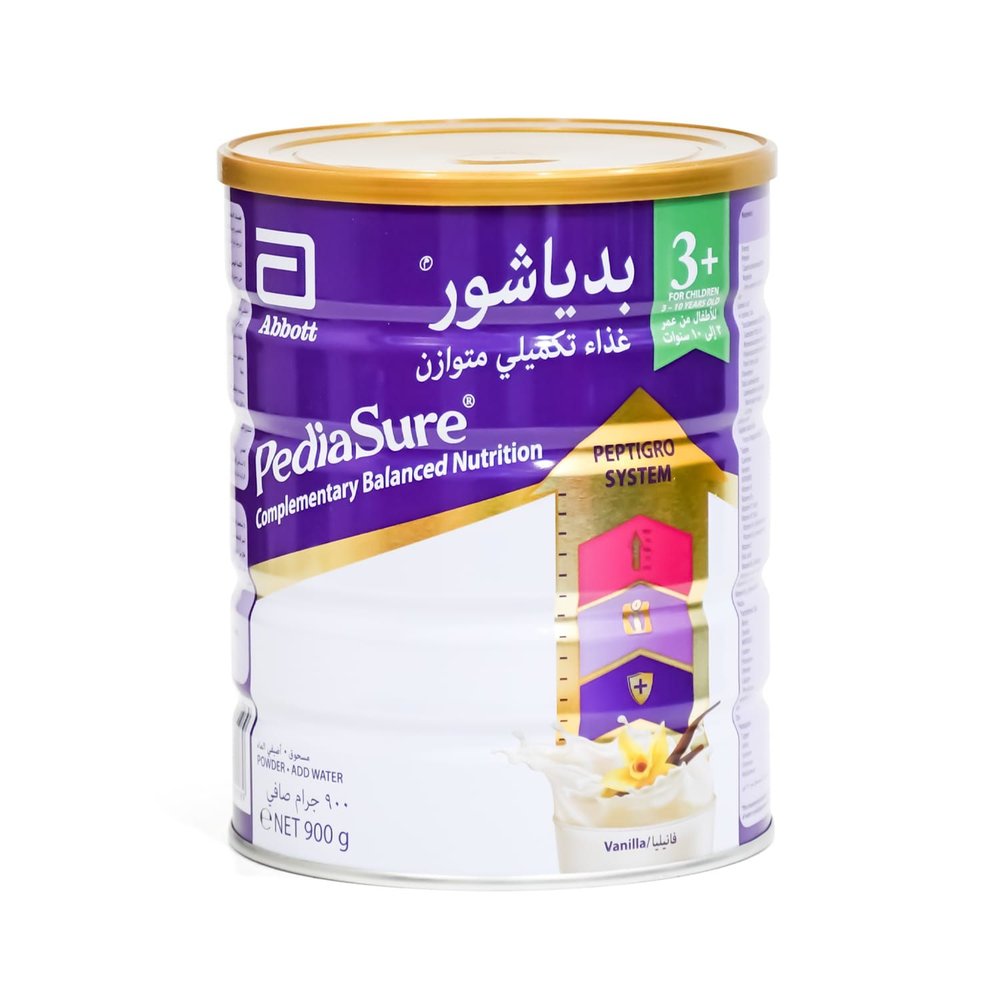 Abbott
بدياشور
غذاء تكميلي متوازن
3+
FOR CHILDREN
3 - 10 YEARS OLD
للأطفال من عمر
٣ إلى ١٠ سنوات
PediaSure®
Complementary Balanced Nutrition
PEPTIGRO
SYSTEM
مسحوق • أضف الماء
POWDER • ADD WATER
٩٠٠ جرام صافي
℮ NET 900 g
Vanilla/فانيليا